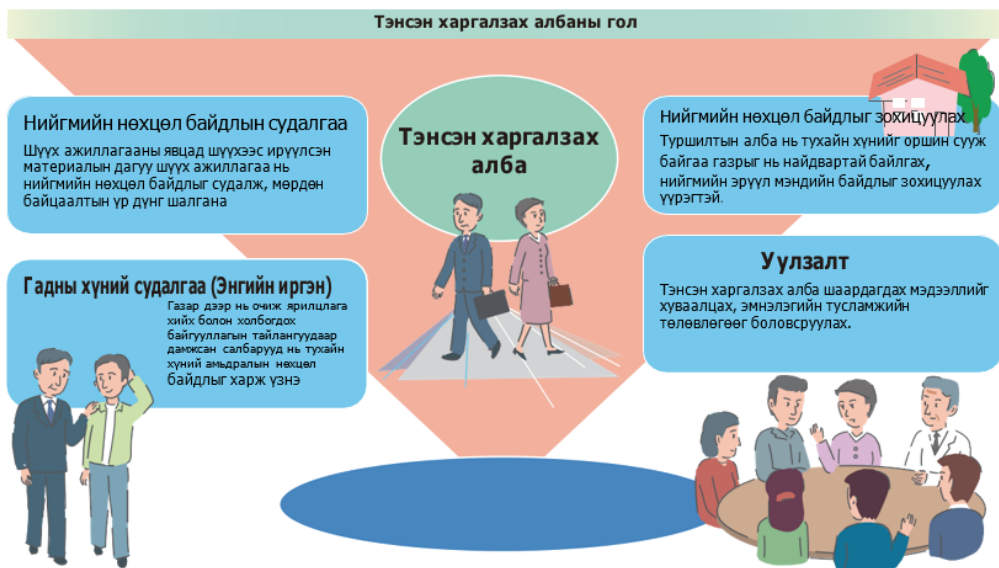 Тэнсэн харгалзах албаны гол
Нийгмийн нөхцөл байдлын судалгаа
Шүүх ажиллагааны явцад шүүхээс ирүүлсэн
материалын дагуу шүүх ажиллагаа нь
нийгмийн нөхцөл байдлыг судалж, мөрдөн
байцаалтын үр дүнг шалгана
Тэнсэн харгалзах
алба
Нийгмийн нөхцөл байдлыг зохицуулах
Туршилтын алба нь тухайн хүнийг оршин сууж
байгаа газрыг нь найдвартай байлгах,
нийгмийн эрүүл мэндийн байдлыг зохицуулах
үүрэгтэй.
Гадны хүний судалгаа (Энгийн иргэн)
Газар дээр нь очиж ярилцлага
хийх болон холбогдох
байгууллагын тайлангуудаар
дамжсан салбарууд нь тухайн
хүний амьдралын нөхцөл
байдлыг харж үзнэ
Уулзалт
Тэнсэн харгалзах алба шаардагдах мэдээллийг
хуваалцах, эмнэлэгийн тусламжийн
төлөвлөгөөг боловсруулах.